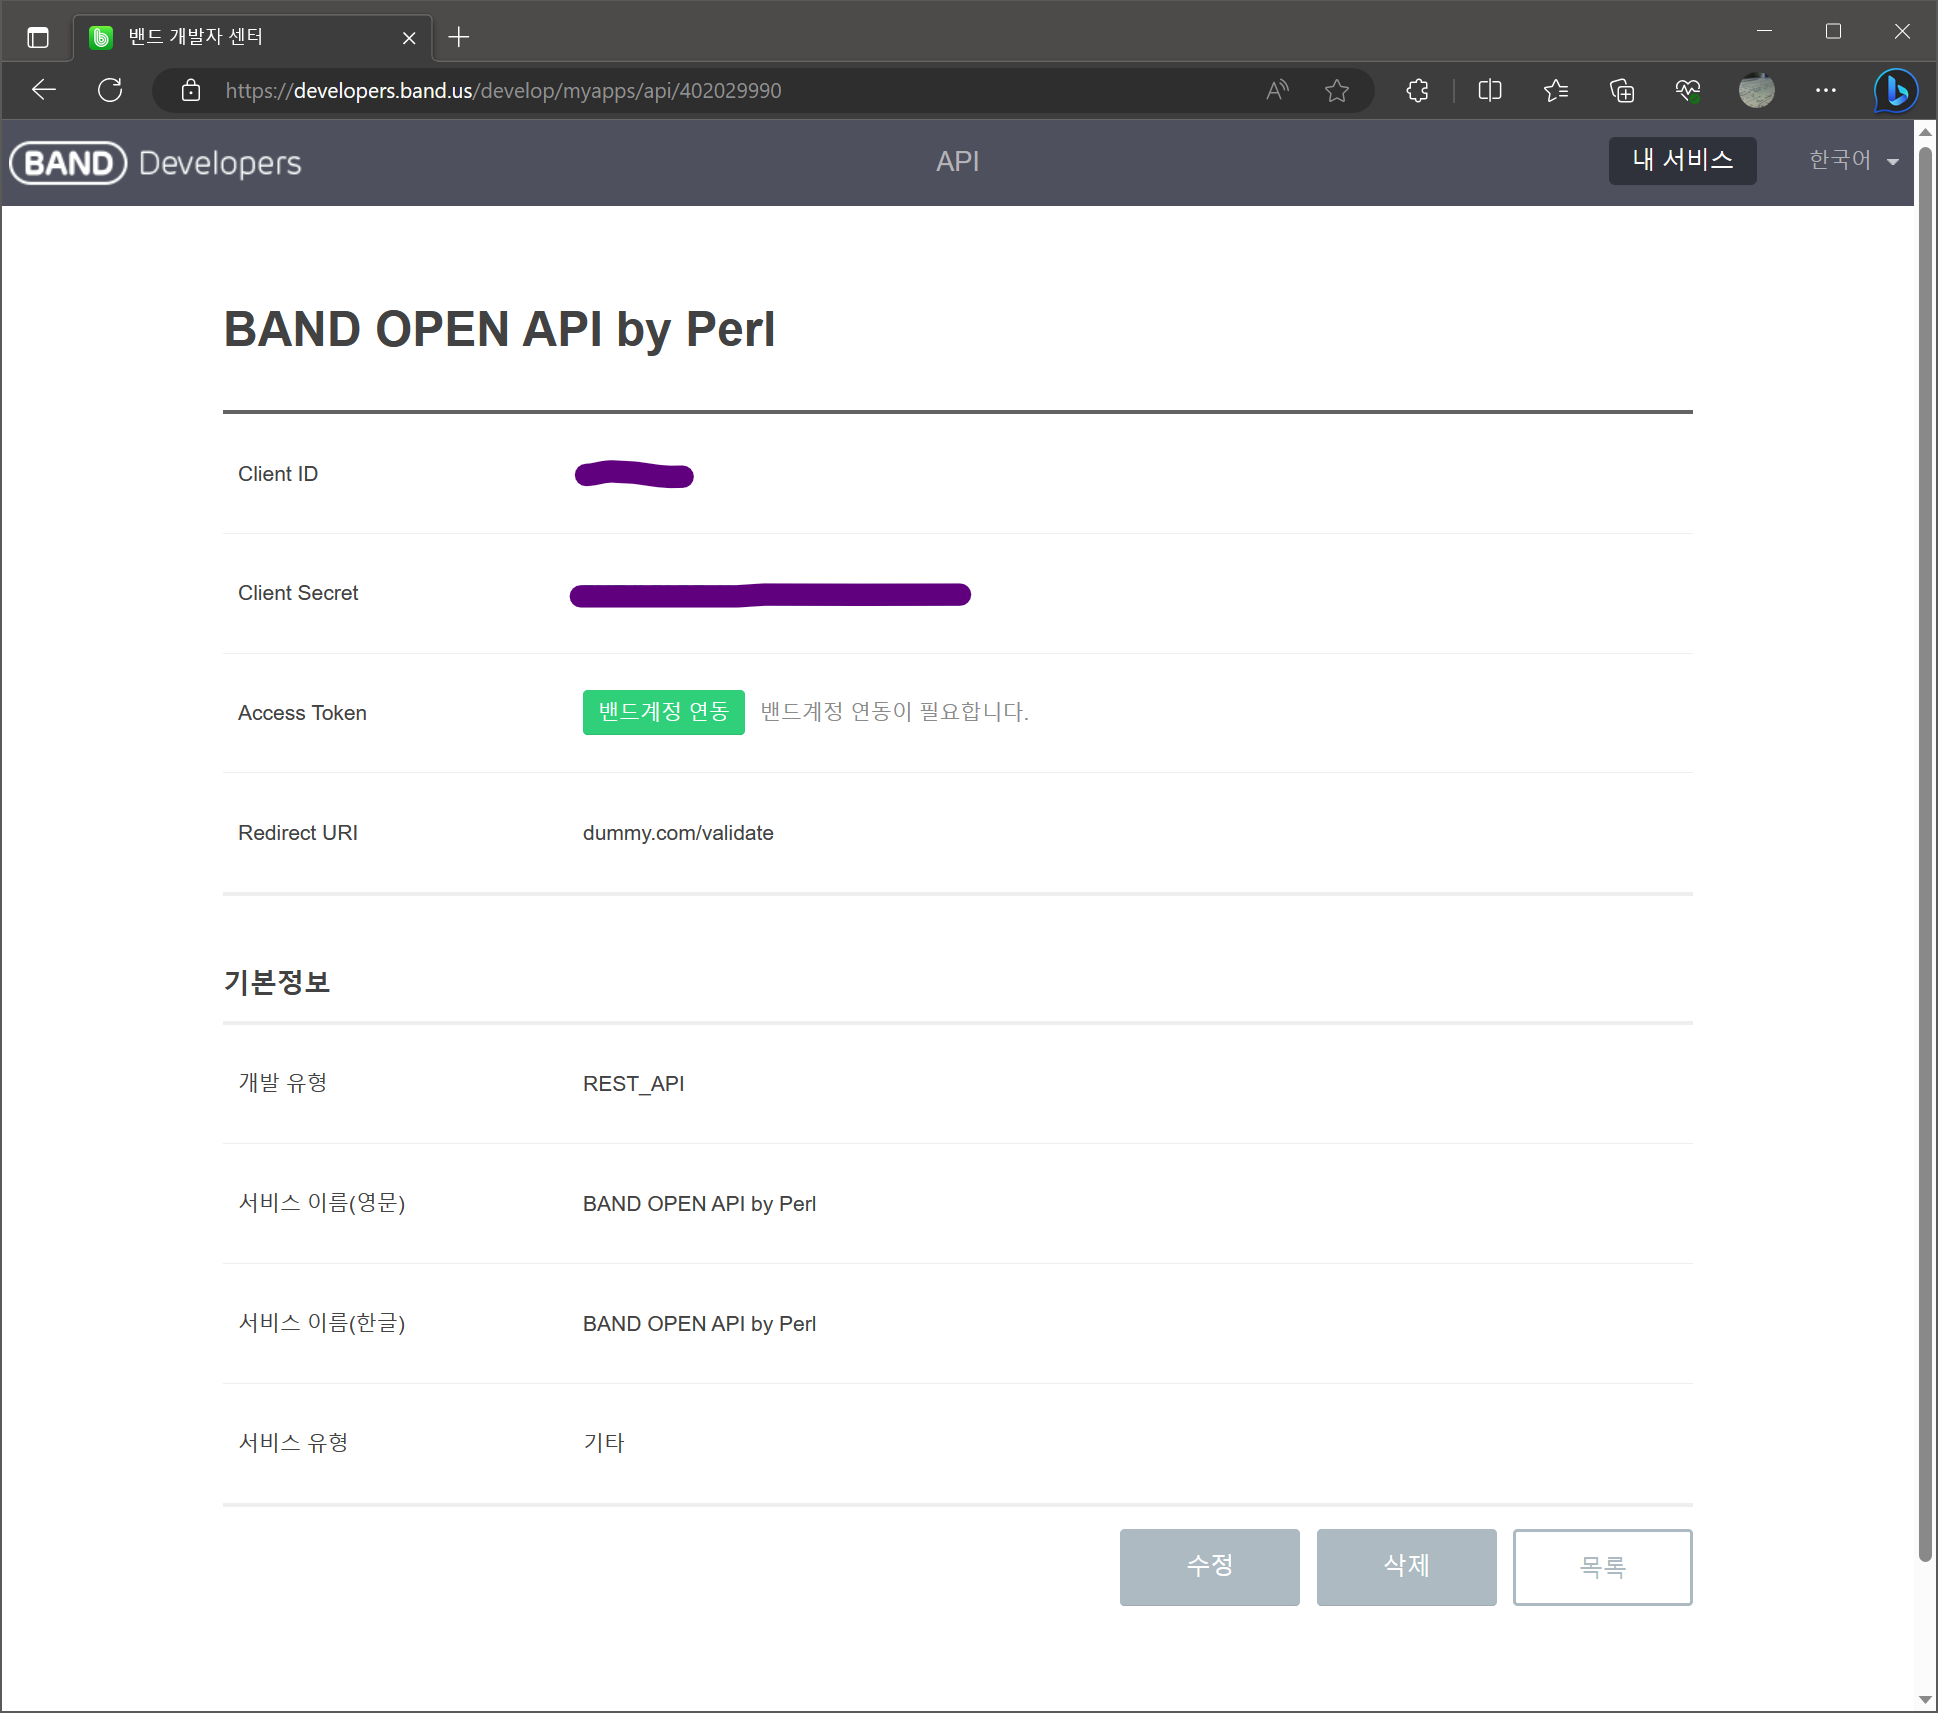 밴드 개발자 센터
https://developers.band.us/develop/myapps/api/402029990
BAND Developers
API
내 서비스
한국어
BAND OPEN API by Perl
Client ID
Client Secret
Access Token
밴드계정 연동
밴드계정 연동이 필요합니다.
Redirect URI
dummy.com/validate
기본정보
개발 유형
REST_API
서비스 이름(영문)
BAND OPEN API by Perl
서비스 이름(한글)
BAND OPEN API by Perl
서비스 유형
기타
수정
삭제
목록